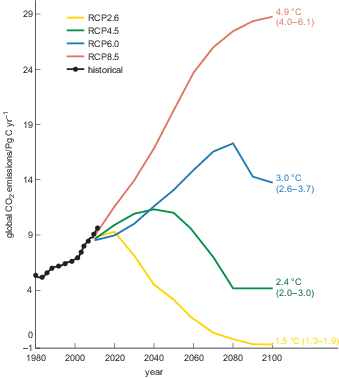 29
24
19
14
9
0
−1
global CO₂ emissions/Pg C yr⁻¹
RCP2.6
RCP4.5
RCP6.0
RCP8.5
historical
4.9 °C
(4.0–6.1)
3.0 °C
(2.6–3.7)
2.4 °C
(2.0–3.0)
1.5 °C (1.3–1.9)
1980 2000 2020 2040 2060 2080 2100
year